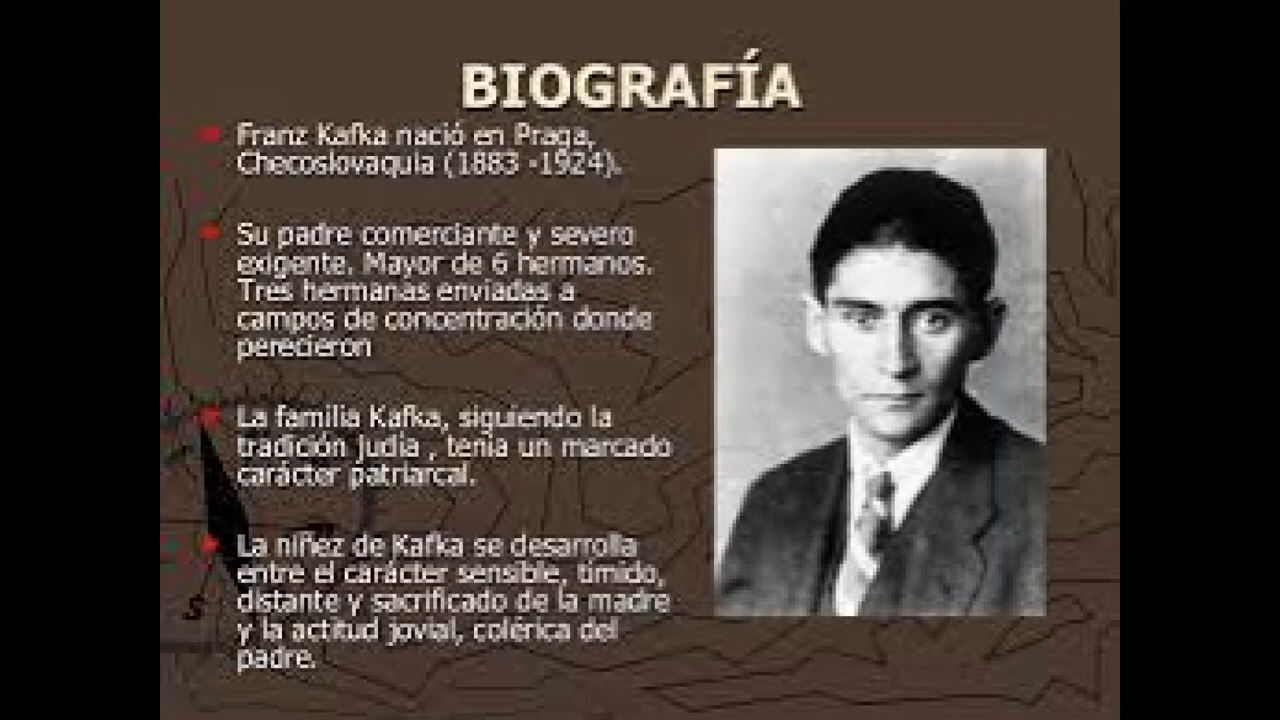 BIOGRAFÍA
Franz Kafka nació en Praga,
Checoslovaquia (1883 -1924).
Su padre comerciante y severo
exigente. Mayor de 6 hermanos.
Tres hermanas enviadas a
campos de concentración donde
perecieron
La familia Kafka, siguiendo la
tradición judía , tenía un marcado
carácter patriarcal.
La niñez de Kafka se desarrolla
entre el carácter sensible, tímido,
distante y sacrificado de la madre
y la actitud jovial, colérica del
padre.
S